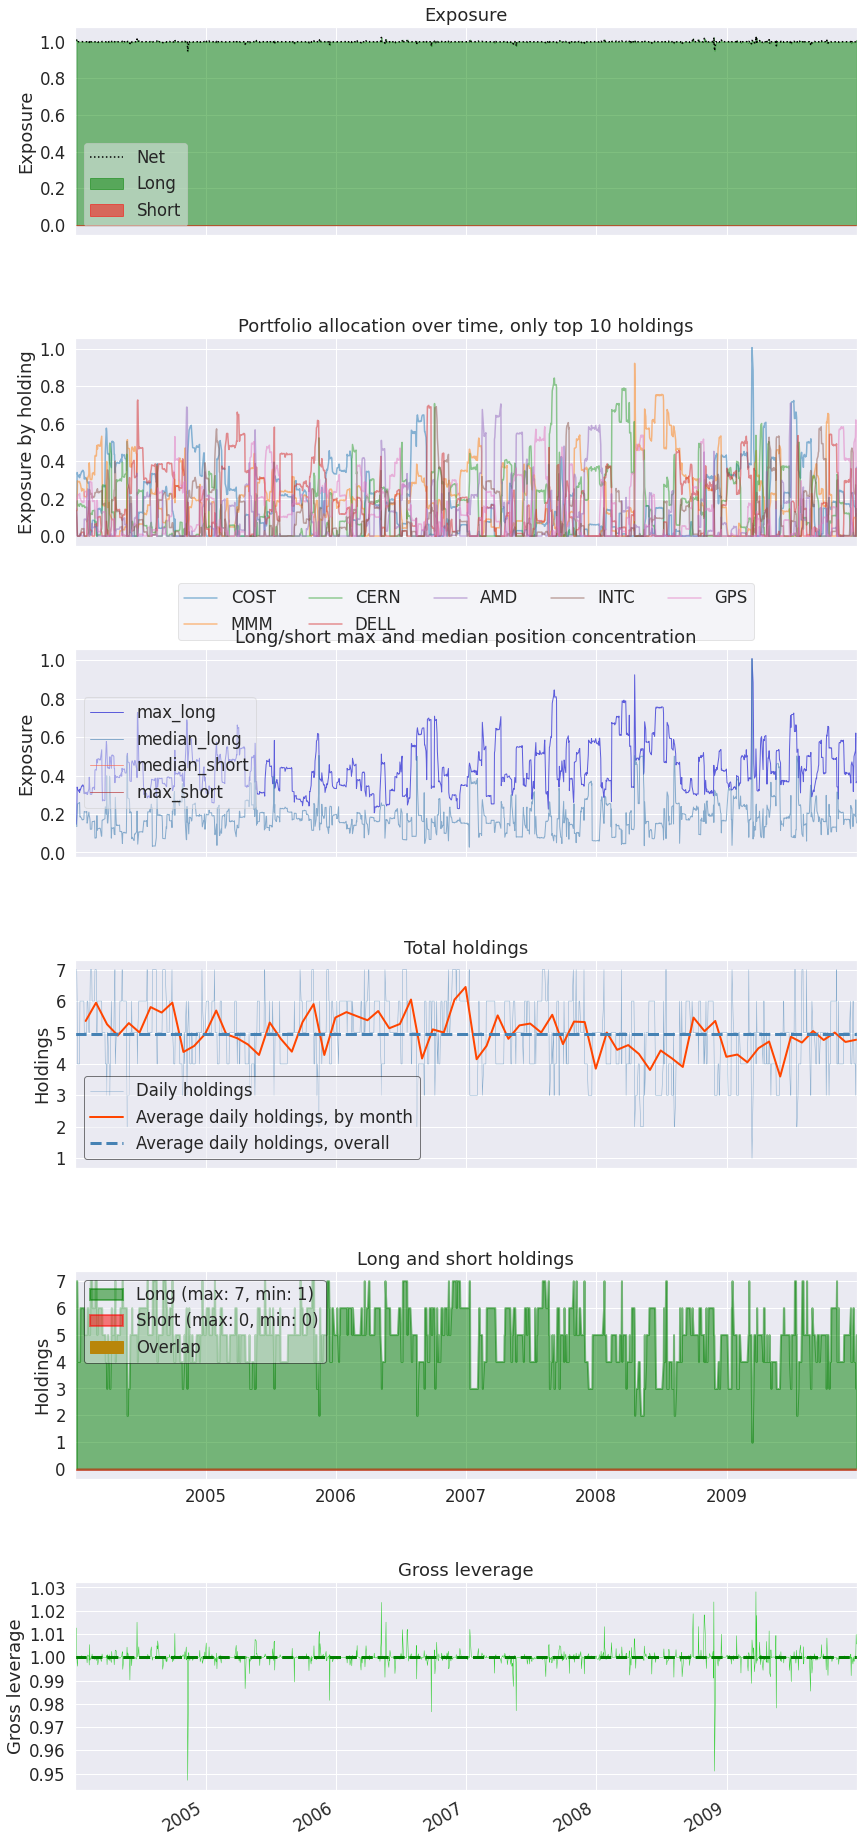 Exposure
1.0
0.8
0.6
0.4
0.2
0.0
Exposure
Net
Long
Short
Portfolio allocation over time, only top 10 holdings
1.0
0.8
0.6
0.4
0.2
0.0
Exposure by holding
COST CERN AMD INTC GPS
MMM DELL
Long/short max and median position concentration
1.0
0.8
0.6
0.4
0.2
0.0
Exposure
max_long
median_long
median_short
max_short
Total holdings
7
6
5
4
3
2
1
Holdings
Daily holdings
Average daily holdings, by month
Average daily holdings, overall
Long and short holdings
7
6
5
4
3
2
1
0
Holdings
Long (max: 7, min: 1)
Short (max: 0, min: 0)
Overlap
2005 2006 2007 2008 2009
Gross leverage
1.03
1.02
1.01
1.00
0.99
0.98
0.97
0.96
0.95
Gross leverage
2005 2006 2007 2008 2009